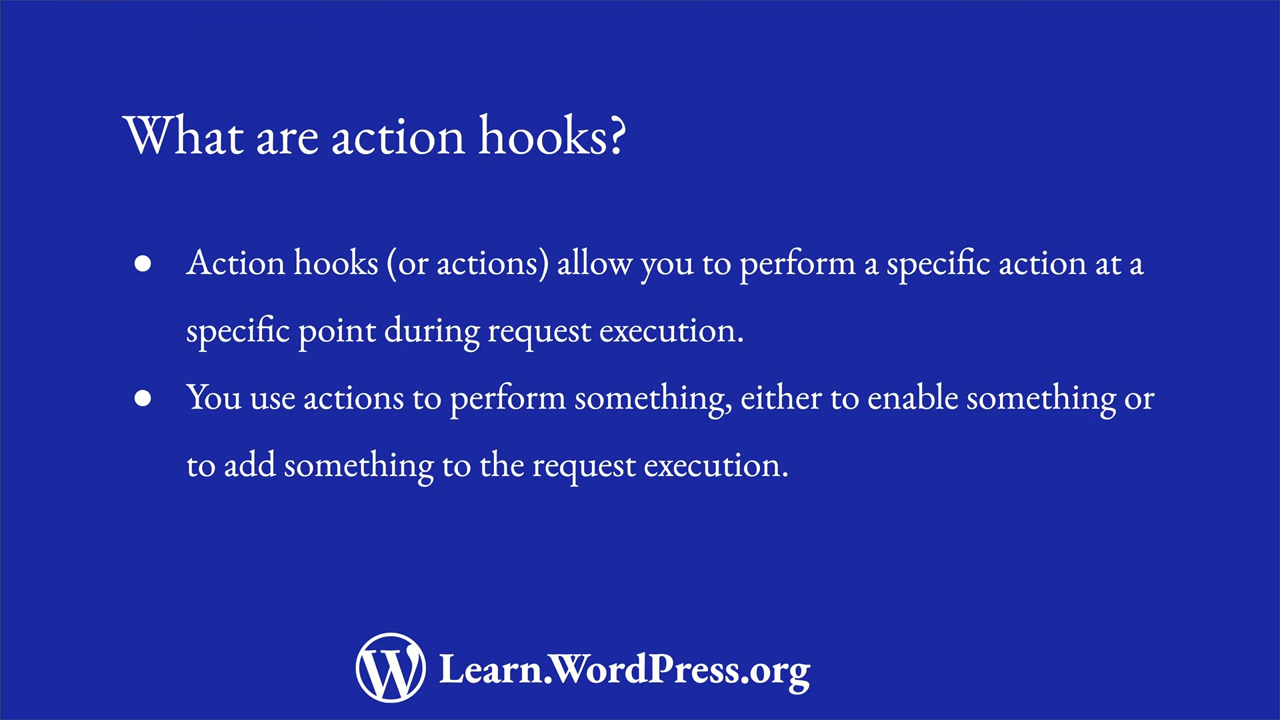 What are action hooks?
● Action hooks (or actions) allow you to perform a specific action at a
specific point during request execution.
● You use actions to perform something, either to enable something or
to add something to the request execution.
W Learn.WordPress.org